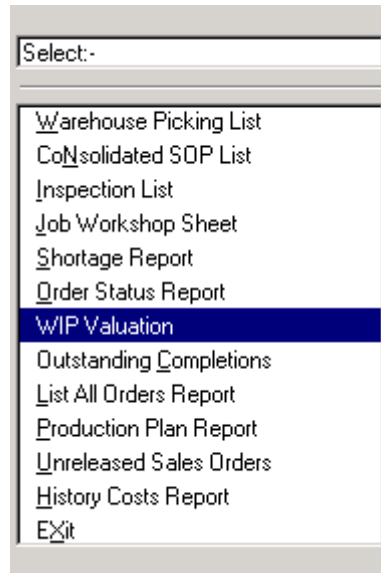 Select:-
Warehouse Picking List
CoNsolidated SOP List
Inspection List
Job Workshop Sheet
Shortage Report
Order Status Report
WIP Valuation
Outstanding Completions
List All Orders Report
Production Plan Report
Unreleased Sales Orders
History Costs Report
EXit